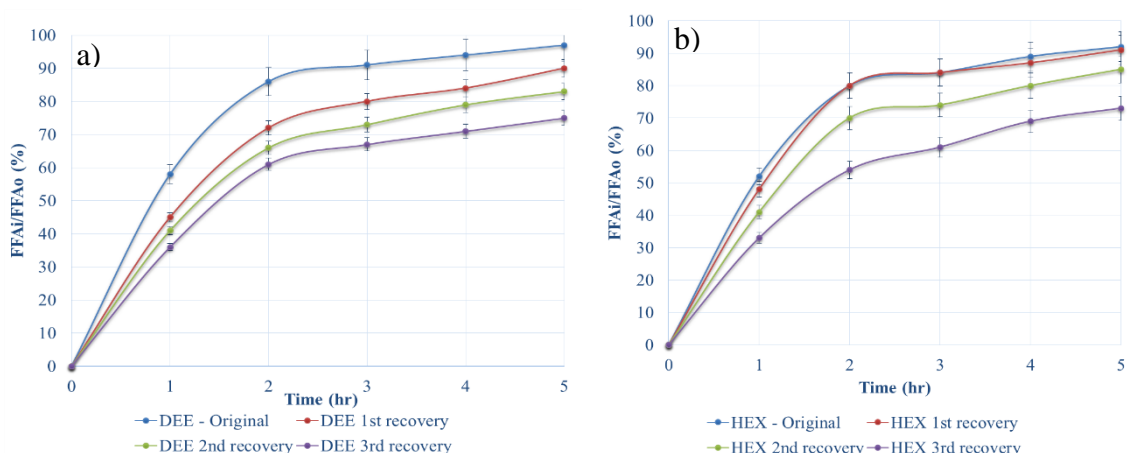 a)
100
90
80
70
60
50
40
30
20
10
0
FFAi/FFAo (%)
0 1 2 3 4 5
Time (hr)
DEE - Original DEE 1st recovery
DEE 2nd recovery DEE 3rd recovery
b)
100
90
80
70
60
50
40
30
20
10
0
FFAi/FFAo (%)
0 1 2 3 4 5
Time (hr)
HEX - Original HEX 1st recovery
HEX 2nd recovery HEX 3rd recovery